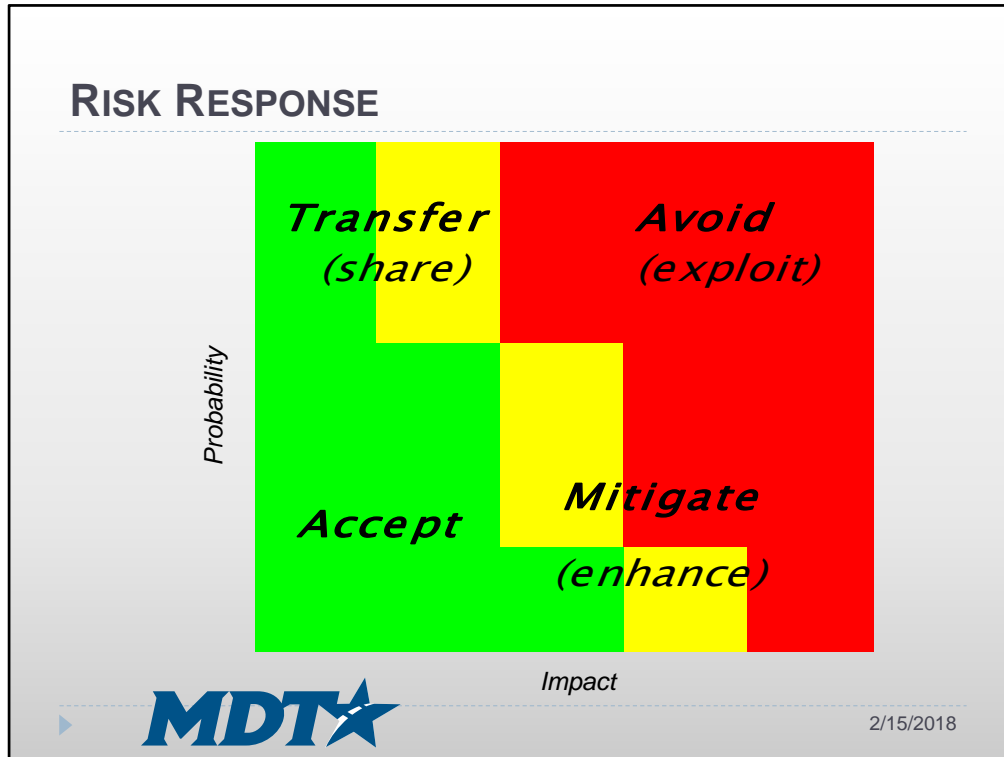 RISK RESPONSE
Transfer
(share)
Avoid
(exploit)
Probability
Accept
Mitigate
(enhance)
Impact
MDT
2/15/2018